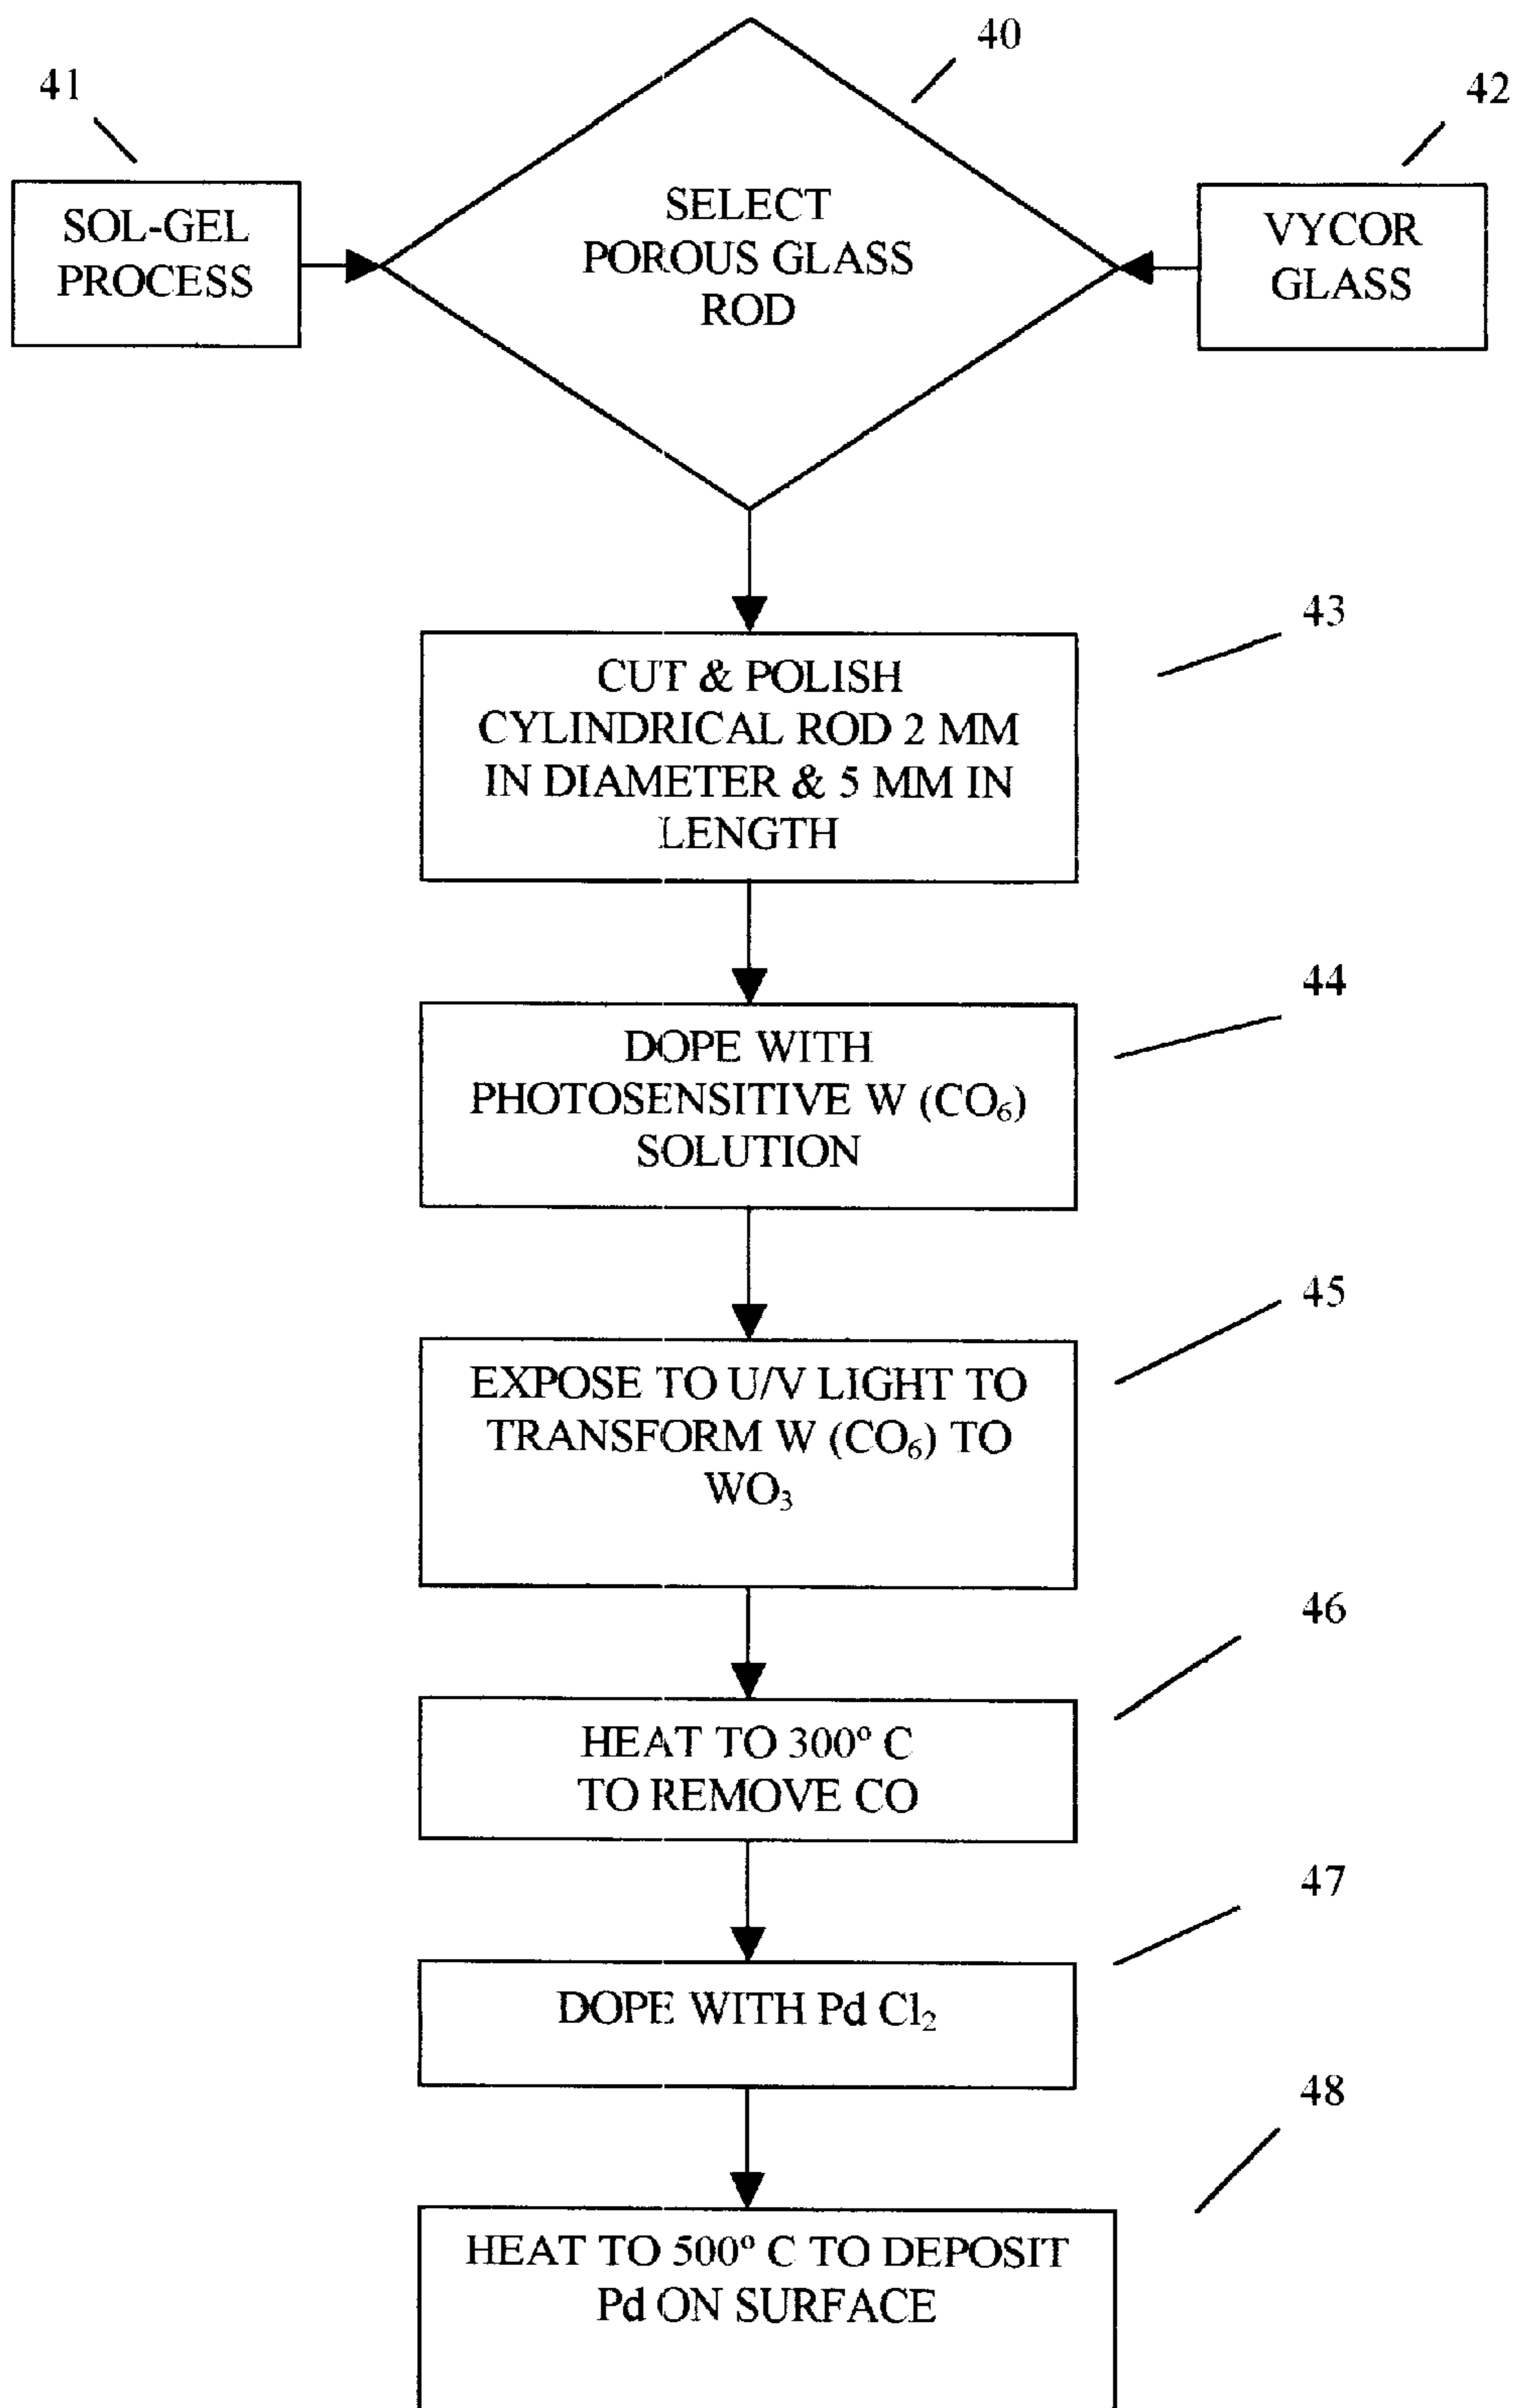 40
41
42
SOL-GEL
PROCESS
SELECT
POROUS GLASS
ROD
VYCOR
GLASS
43
CUT & POLISH
CYLINDRICAL ROD 2 MM
IN DIAMETER & 5 MM IN
LENGTH
44
DOPE WITH
PHOTOSENSITIVE W (CO₆)
SOLUTION
45
EXPOSE TO U/V LIGHT TO
TRANSFORM W (CO₆) TO
WO₃
46
HEAT TO 300º C
TO REMOVE CO
47
DOPE WITH Pd Cl₂
48
HEAT TO 500º C TO DEPOSIT
Pd ON SURFACE